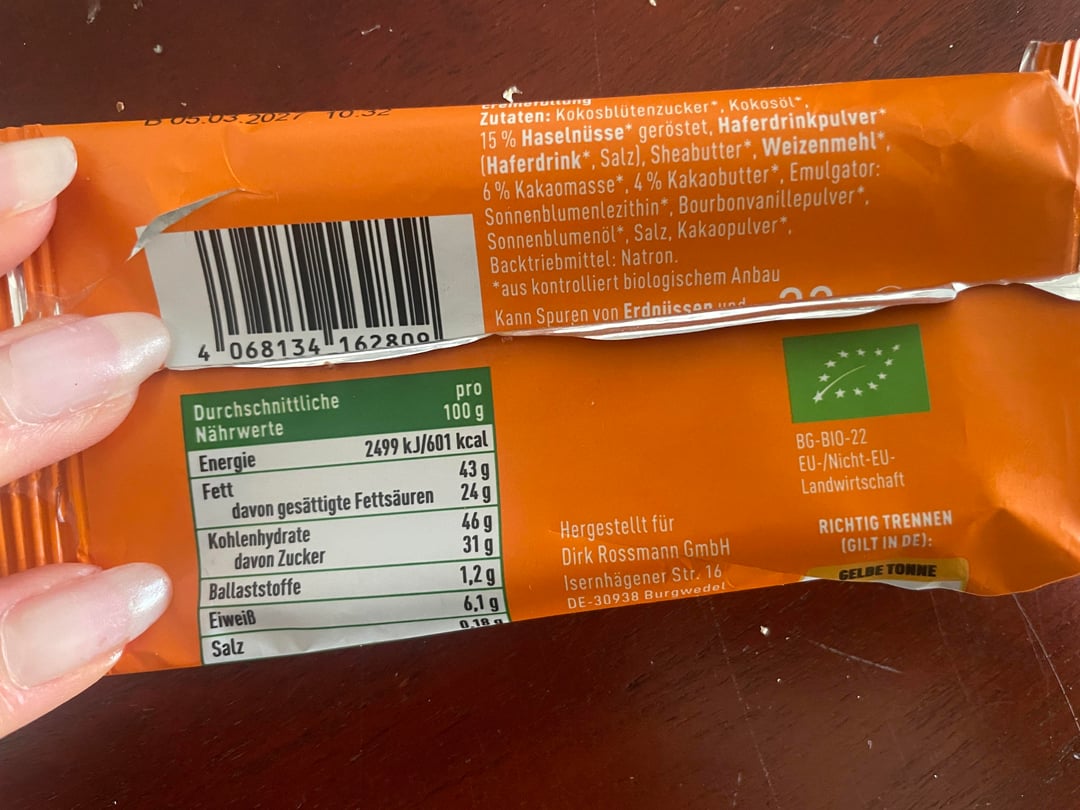 05.03.2027 10:32
Zutaten: Kokosblütenzucker*, Kokosöl*,
15 % Haselnüsse* geröstet, Haferdrinkpulver*
(Haferdrink*, Salz), Sheabutter*, Weizenmehl*,
6 % Kakaomasse*, 4 % Kakaobutter*, Emulgator:
Sonnenblumenlezithin*, Bourbonvanillepulver*,
Sonnenblumenöl*, Salz, Kakaopulver*,
Backtriebmittel: Natron.
*aus kontrolliert biologischem Anbau
Kann Spuren von Erdnüssen und
4 068134 162809
Durchschnittliche Nährwerte pro 100 g
Energie 2499 kJ/601 kcal
Fett 43 g
davon gesättigte Fettsäuren 24 g
Kohlenhydrate 46 g
davon Zucker 31 g
Ballaststoffe 1,2 g
Eiweiß 6,1 g
Salz 0,18 g
Hergestellt für
Dirk Rossmann GmbH
Isernhägener Str. 16
DE-30938 Burgwedel
BG-BIO-22
EU-/Nicht-EU-
Landwirtschaft
RICHTIG TRENNEN
(GILT IN DE):
GELBE TONNE